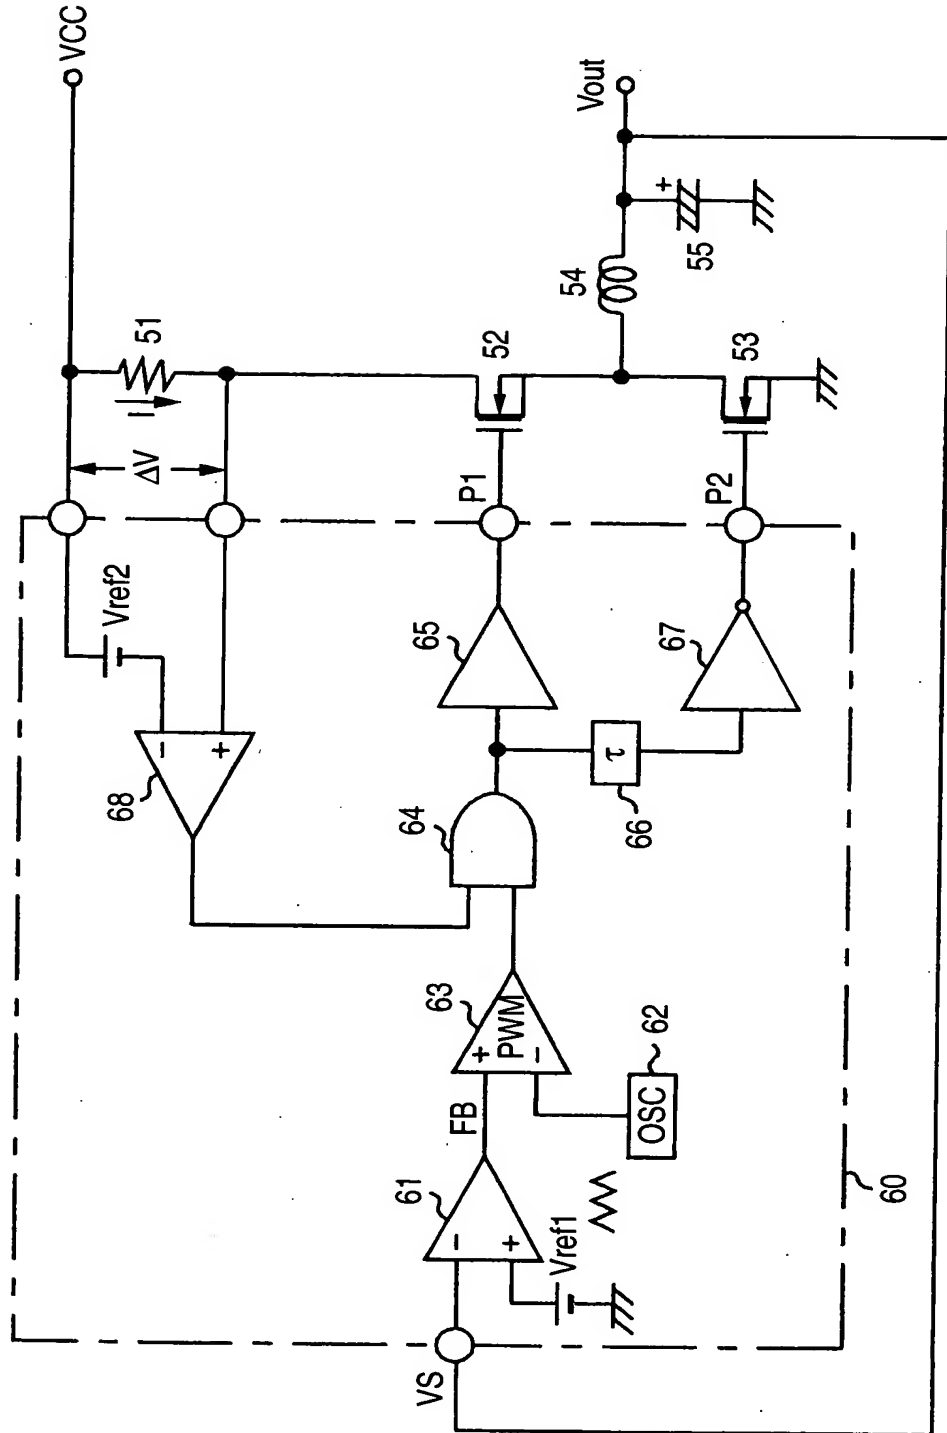 VCC
Vout
51
I
ΔV
54
+
55
52
53
P1
P2
Vref2
65
67
68
-
+
64
τ
66
63
+
PWM
-
62
OSC
FB
61
-
+
Vref1
60
VS